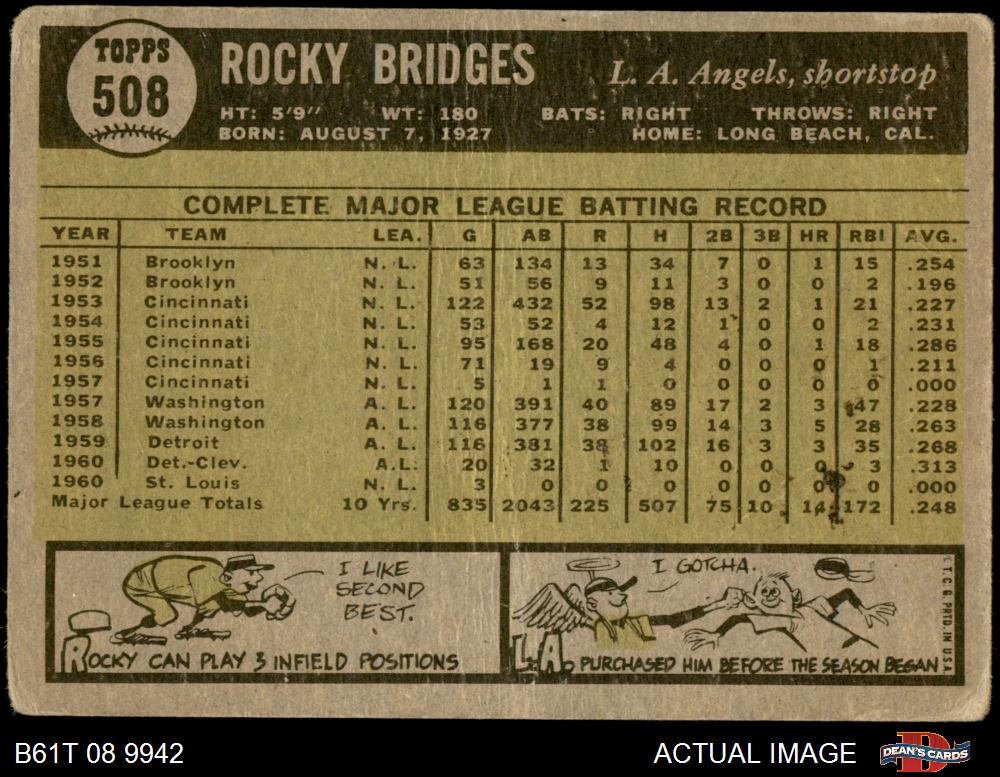 TOPPS
508
ROCKY BRIDGES
L. A. Angels, shortstop
HT: 5'9" WT: 180 BATS: RIGHT THROWS: RIGHT
BORN: AUGUST 7, 1927 HOME: LONG BEACH, CAL.
COMPLETE MAJOR LEAGUE BATTING RECORD
YEAR TEAM LEA. G AB R H 2B 3B HR RBI AVG.
1951 Brooklyn N. L. 63 134 13 34 7 0 1 15 .254
1952 Brooklyn N. L. 51 56 9 11 3 0 0 2 .196
1953 Cincinnati N. L. 122 432 52 98 13 2 1 21 .227
1954 Cincinnati N. L. 53 52 4 12 1 0 0 2 .231
1955 Cincinnati N. L. 95 168 20 48 4 0 1 18 .286
1956 Cincinnati N. L. 71 19 9 4 0 0 0 1 .211
1957 Cincinnati N. L. 5 1 1 0 0 0 0 0 .000
1957 Washington A. L. 120 391 40 89 17 2 3 47 .228
1958 Washington A. L. 116 377 38 99 14 3 5 28 .263
1959 Detroit A. L. 116 381 38 102 16 3 3 35 .268
1960 Det.-Clev. A.L. 20 32 1 10 0 0 0 3 .313
1960 St. Louis N. L. 3 0 0 0 0 0 0 0 .000
Major League Totals 10 Yrs. 835 2043 225 507 75 10 14 172 .248
I LIKE
SECOND
BEST.
ROCKY CAN PLAY 3 INFIELD POSITIONS
I GOTCHA.
L.A. PURCHASED HIM BEFORE THE SEASON BEGAN
T. C. G. PRTD. IN U.S.A.
B61T 08 9942
ACTUAL IMAGE
DEAN'S CARDS